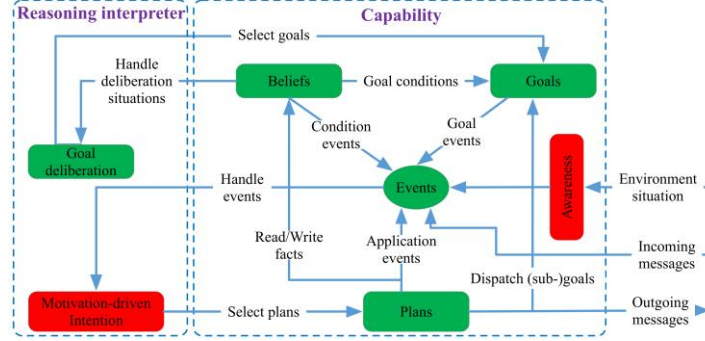 Reasoning interpreter
Capability
Select goals
Handle
deliberation
situations
Beliefs
Goal conditions
Goals
Condition
events
Goal
events
Goal
deliberation
Awareness
Handle
events
Events
Environment
situation
Read/Write
facts
Application
events
Incoming
messages
Dispatch (sub-)goals
Motivation-driven
Intention
Select plans
Plans
Outgoing
messages